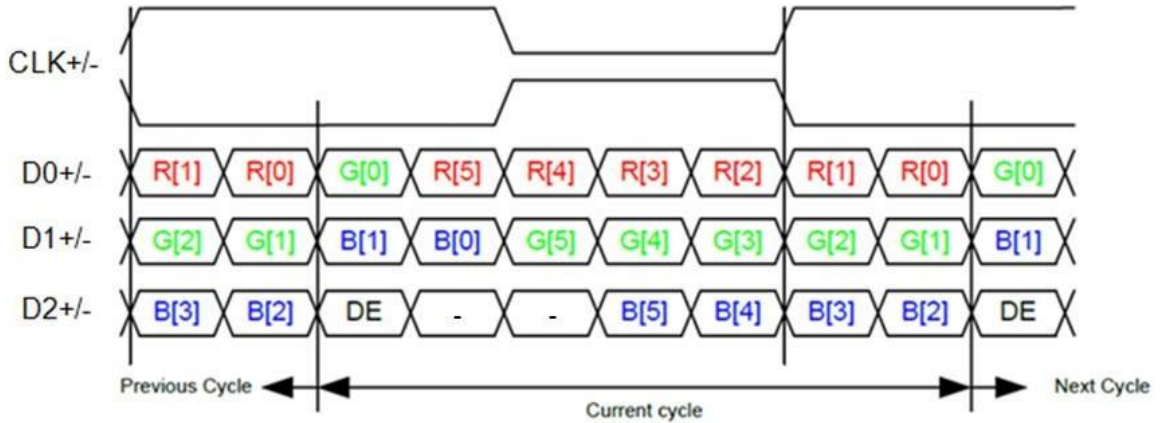 CLK+/-
D0+/- R[1] R[0] G[0] R[5] R[4] R[3] R[2] R[1] R[0] G[0]
D1+/- G[2] G[1] B[1] B[0] G[5] G[4] G[3] G[2] G[1] B[1]
D2+/- B[3] B[2] DE - - B[5] B[4] B[3] B[2] DE
Previous Cycle Current cycle Next Cycle